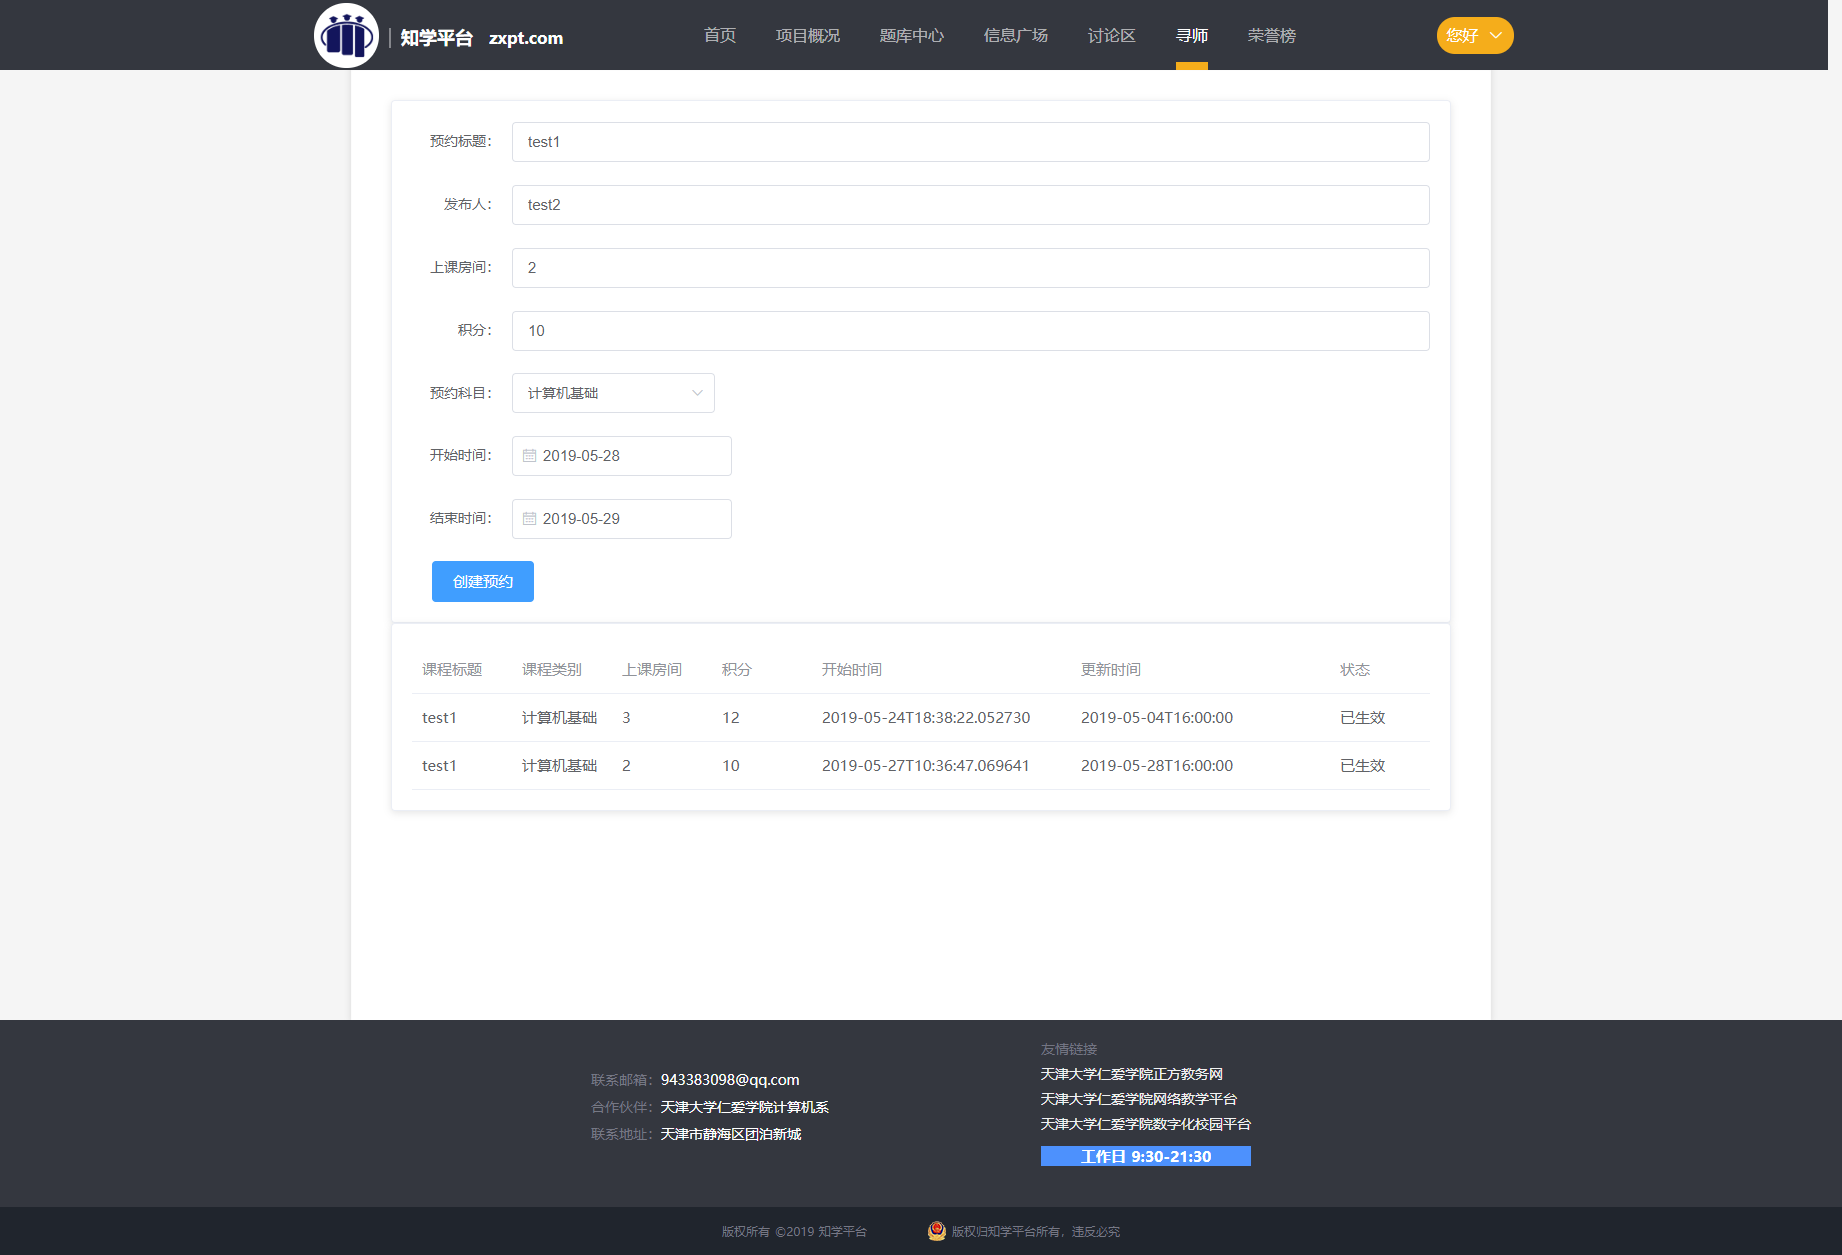 知学平台 zxpt.com 首页 项目概况 题库中心 信息广场 讨论区 寻师 荣誉榜 您好
预约标题： test1
发布人： test2
上课房间： 2
积分： 10
预约科目： 计算机基础
开始时间： 2019-05-28
结束时间： 2019-05-29
创建预约
课程标题 课程类别 上课房间 积分 开始时间 更新时间 状态
test1 计算机基础 3 12 2019-05-24T18:38:22.052730 2019-05-04T16:00:00 已生效
test1 计算机基础 2 10 2019-05-27T10:36:47.069641 2019-05-28T16:00:00 已生效
联系邮箱：943383098@qq.com
合作伙伴：天津大学仁爱学院计算机系
联系地址：天津市静海区团泊新城
友情链接
天津大学仁爱学院正方教务网
天津大学仁爱学院网络教学平台
天津大学仁爱学院数字化校园平台
工作日 9:30-21:30
版权所有 ©2019 知学平台 版权归知学平台所有，违反必究